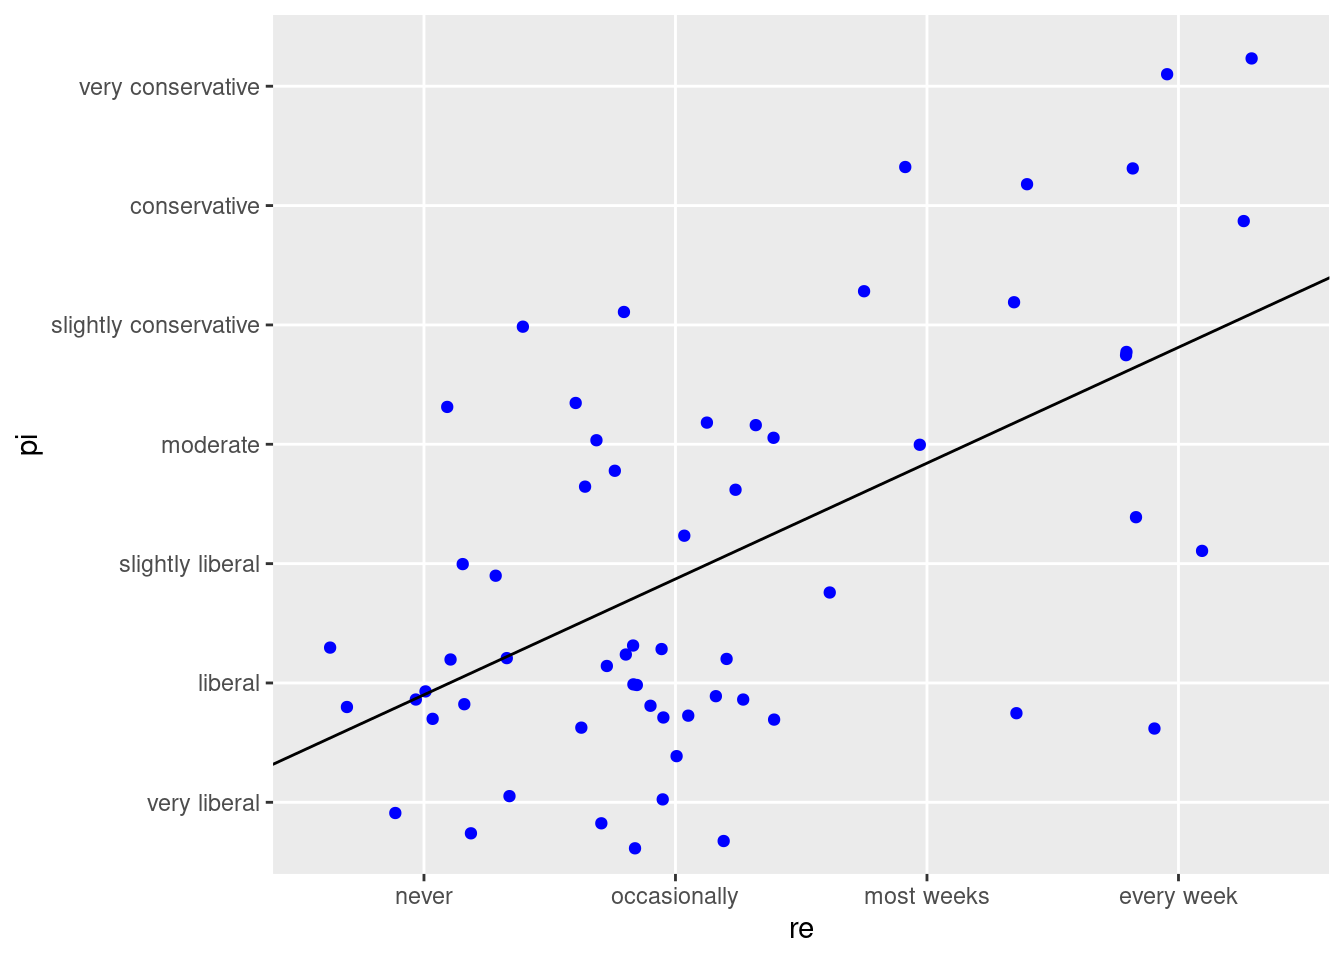 very conservative
conservative
slightly conservative
moderate
slightly liberal
liberal
very liberal
pi
never
occasionally
most weeks
every week
re